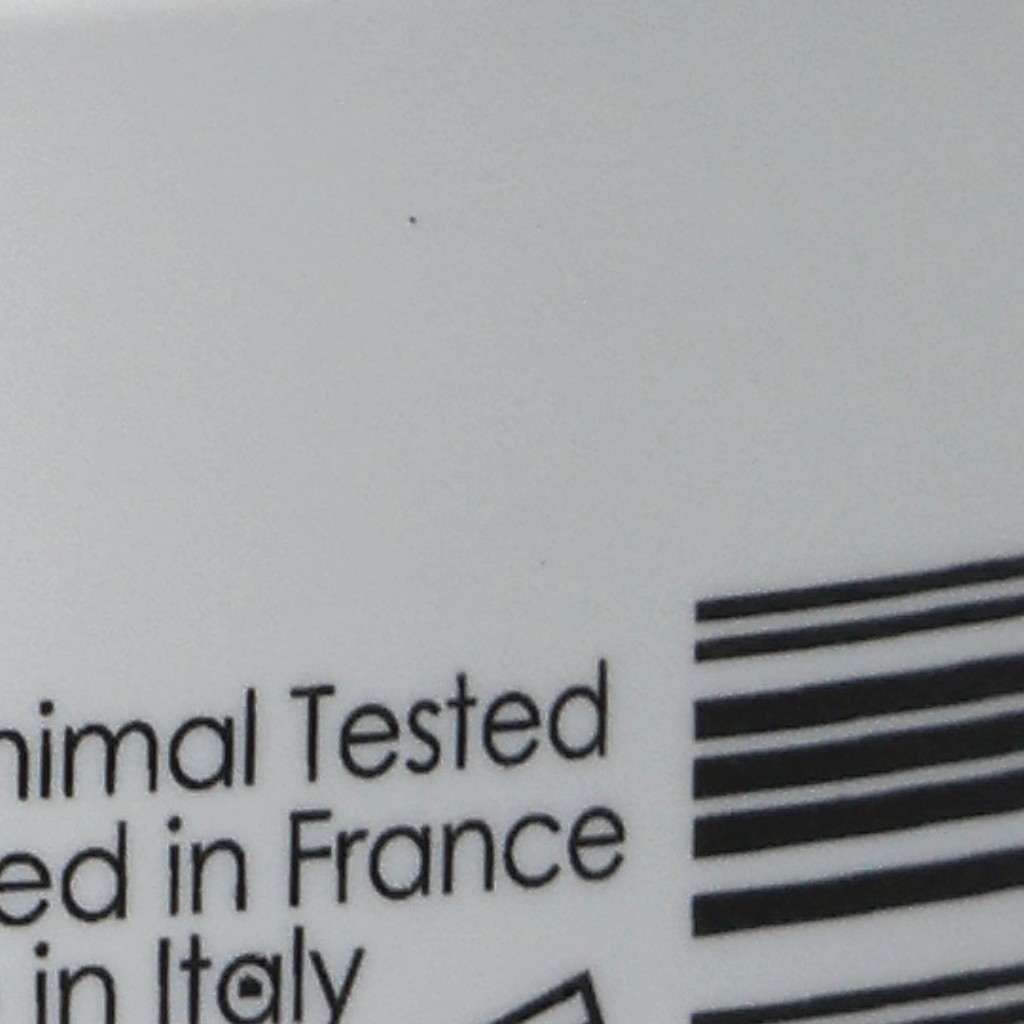 nimal Tested
ed in France
in Italy